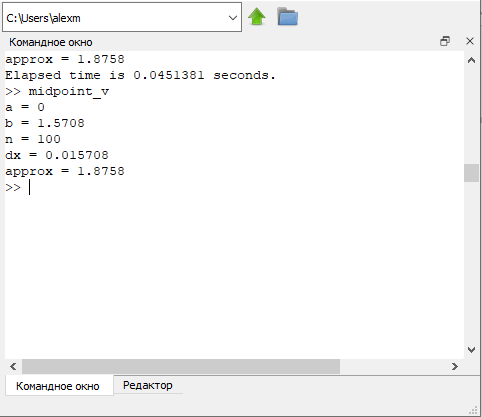 C:\Users\alexm
Командное окно
approx = 1.8758
Elapsed time is 0.0451381 seconds.
>> midpoint_v
a = 0
b = 1.5708
n = 100
dx = 0.015708
approx = 1.8758
>>
Командное окно Редактор